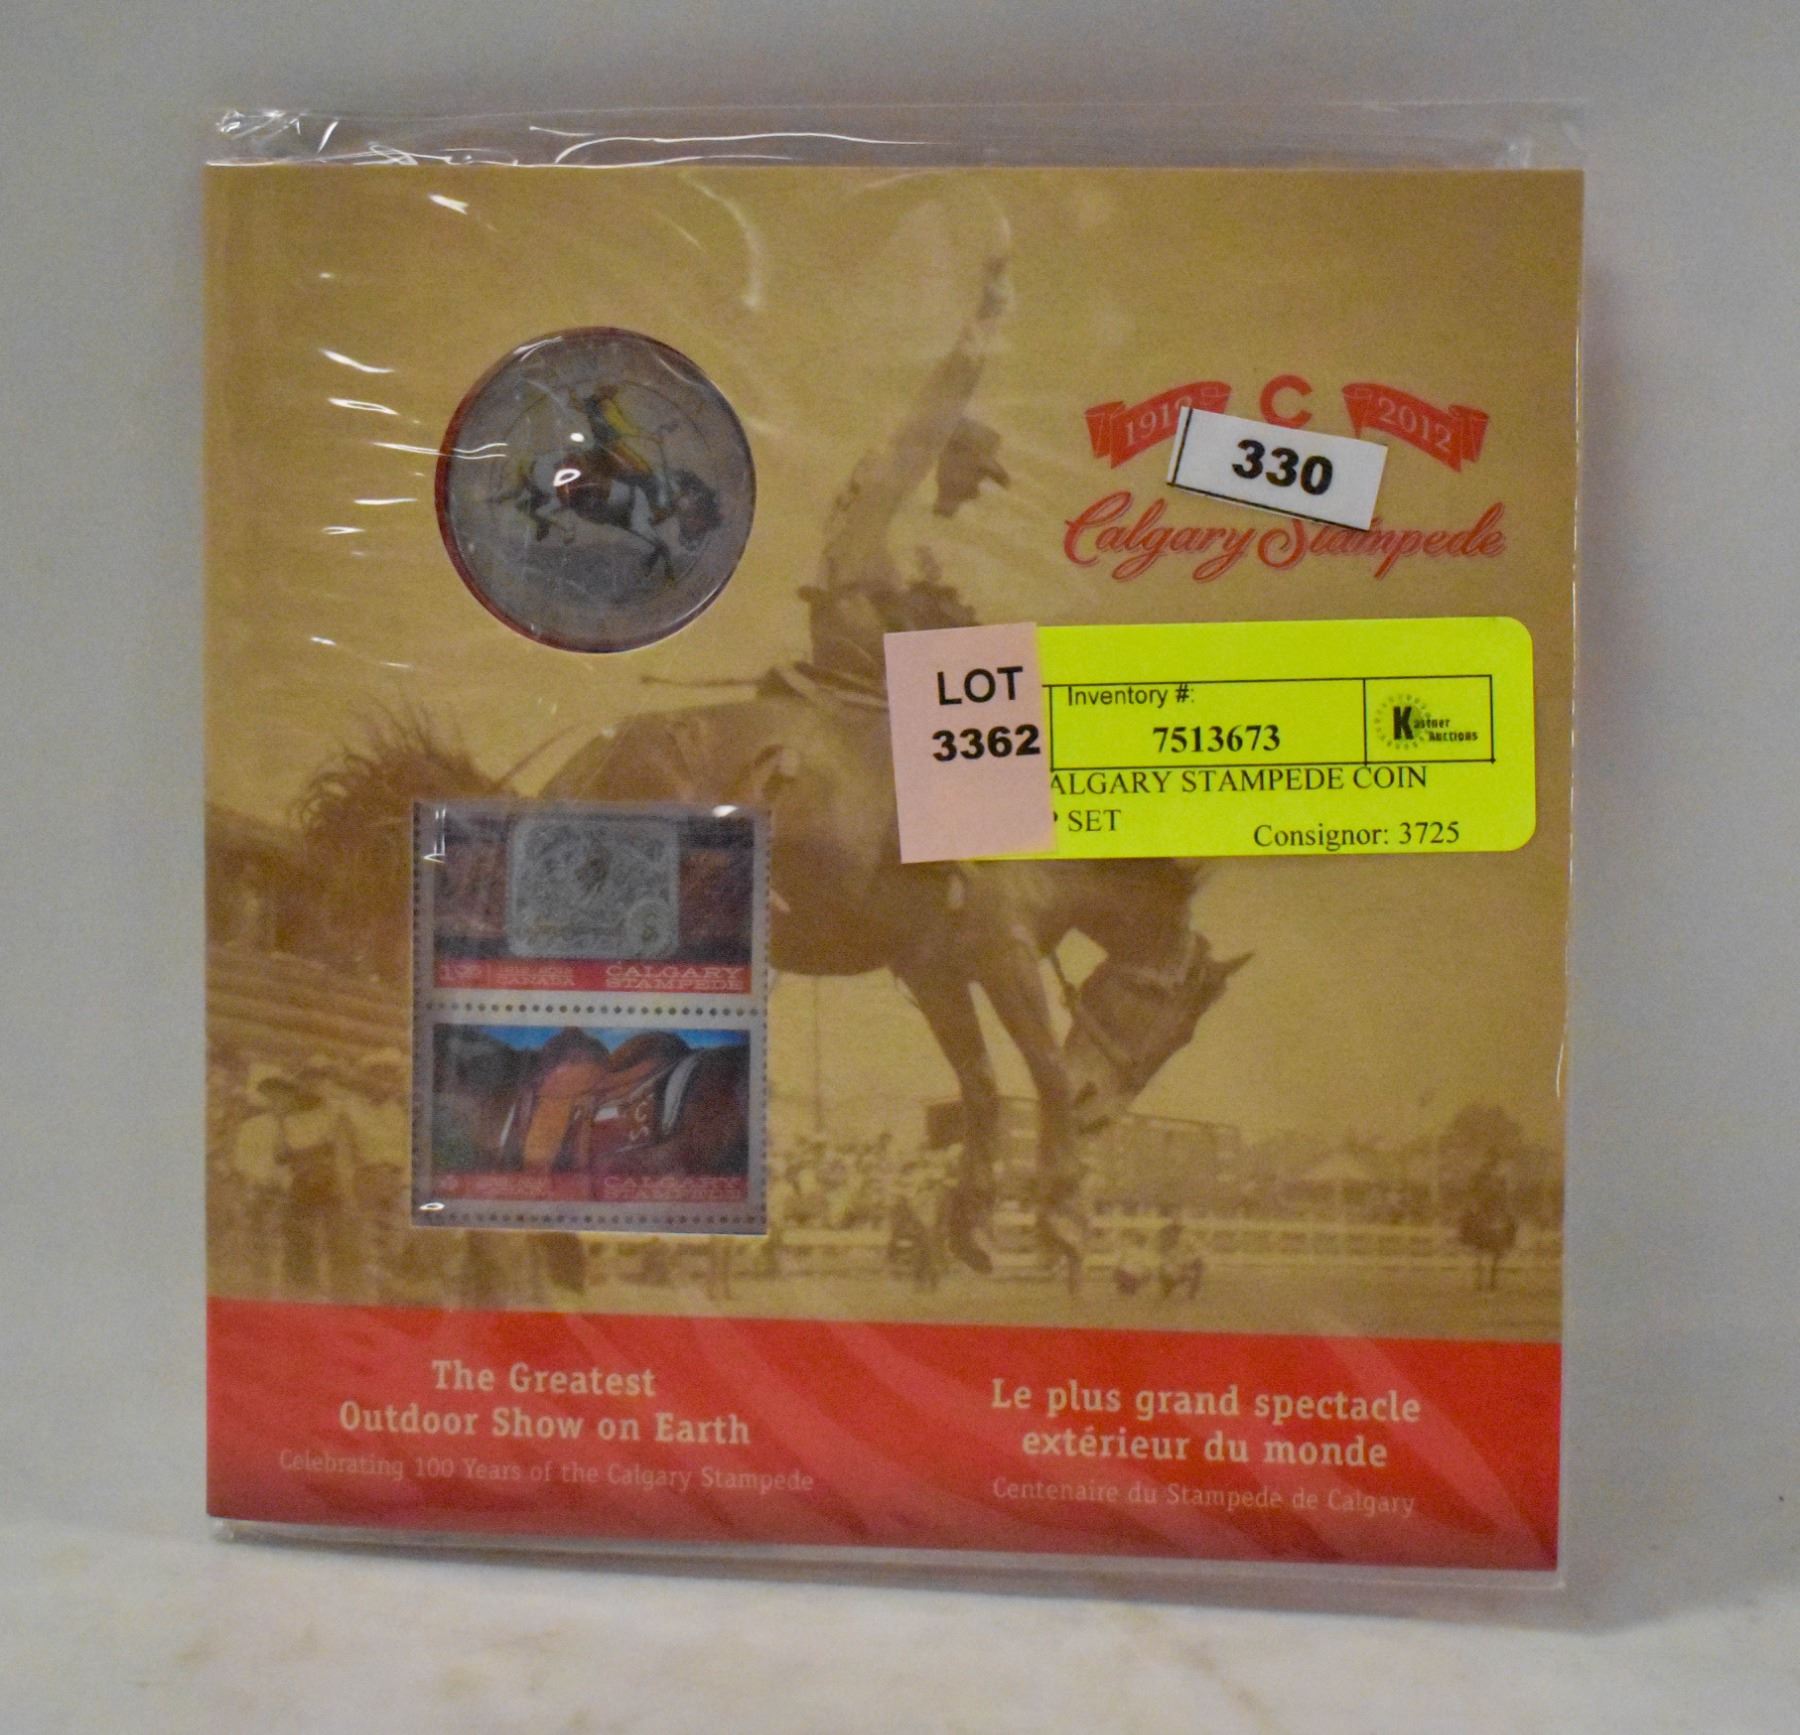 C
2012
330
Calgary Stampede
LOT
3362
Inventory #:
7513673
Kastner
Auctions
ALGARY STAMPEDE COIN
P SET
Consignor: 3725
CALGARY
STAMPEDE
CANADA
CALGARY
STAMPEDE
The Greatest
Outdoor Show on Earth
Celebrating 100 Years of the Calgary Stampede
Le plus grand spectacle
extérieur du monde
Centenaire du Stampede de Calgary